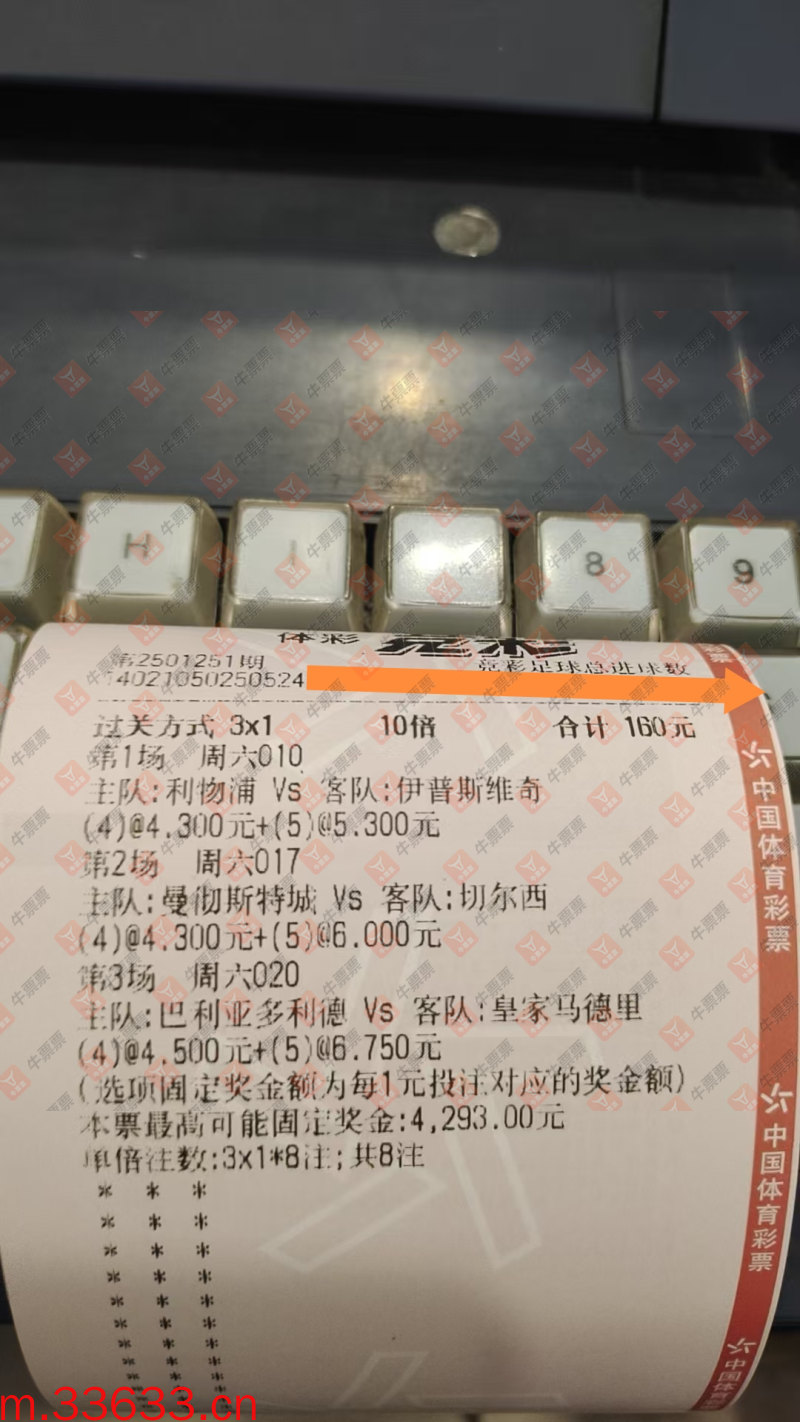 H
I
8
9
体彩 竞彩
第2501251期
竞彩足球总进球数
14021050250524
过关方式 3x1 10倍 合计 160元
第1场 周六010
主队:利物浦 Vs 客队:伊普斯维奇
(4)@4.300元+(5)@5.300元
第2场 周六017
主队:曼彻斯特城 Vs 客队:切尔西
(4)@4.300元+(5)@6.000元
第3场 周六020
主队:巴利亚多利德 Vs 客队:皇家马德里
(4)@4.500元+(5)@6.750元
(选项固定奖金额为每1元投注对应的奖金额)
本票最高可能固定奖金:4,293.00元
单倍注数:3x1*8注;共8注
* * *
* * *
* * *
* * *
* * *
* * *
* * *
* * *
* * *
* * *
中国体育彩票
中国体育彩票
中国体育
牛票票
m.33633.cn